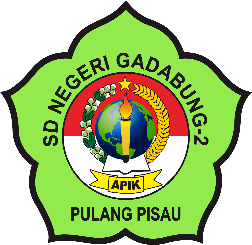 SD NEGERI GADABUNG-2
APIK
PULANG PISAU